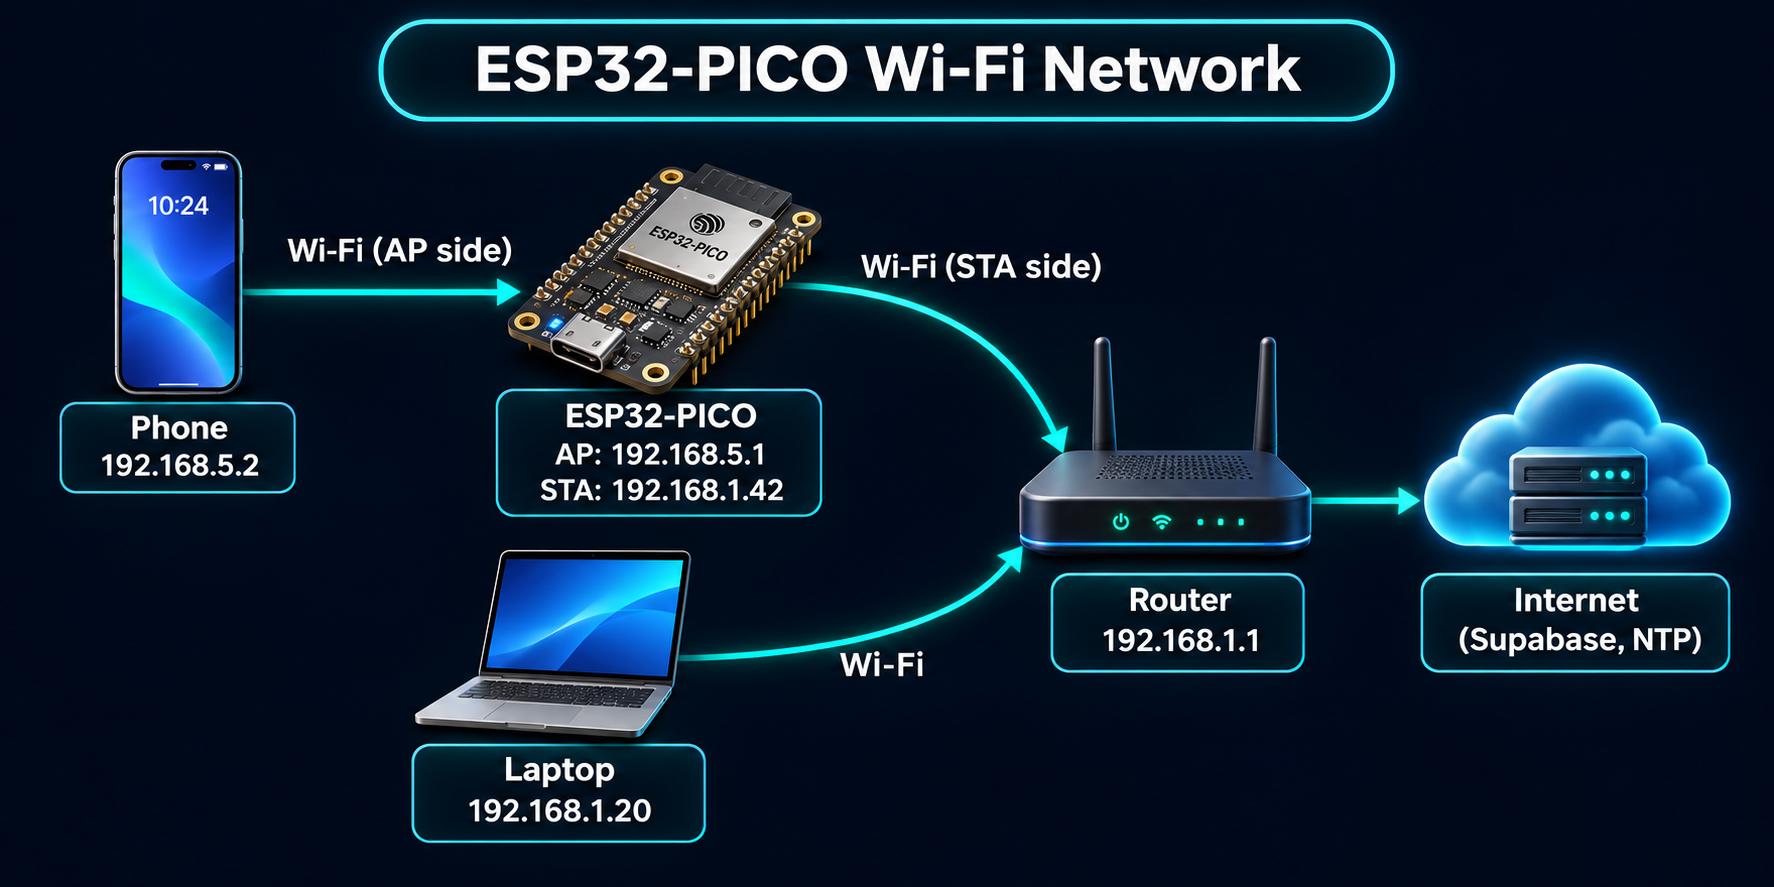 ESP32-PICO Wi-Fi Network
10:24
Wi-Fi (AP side)
ESP32-PICO
Wi-Fi (STA side)
Phone
192.168.5.2
ESP32-PICO
AP: 192.168.5.1
STA: 192.168.1.42
Wi-Fi
Router
192.168.1.1
Internet
(Supabase, NTP)
Laptop
192.168.1.20